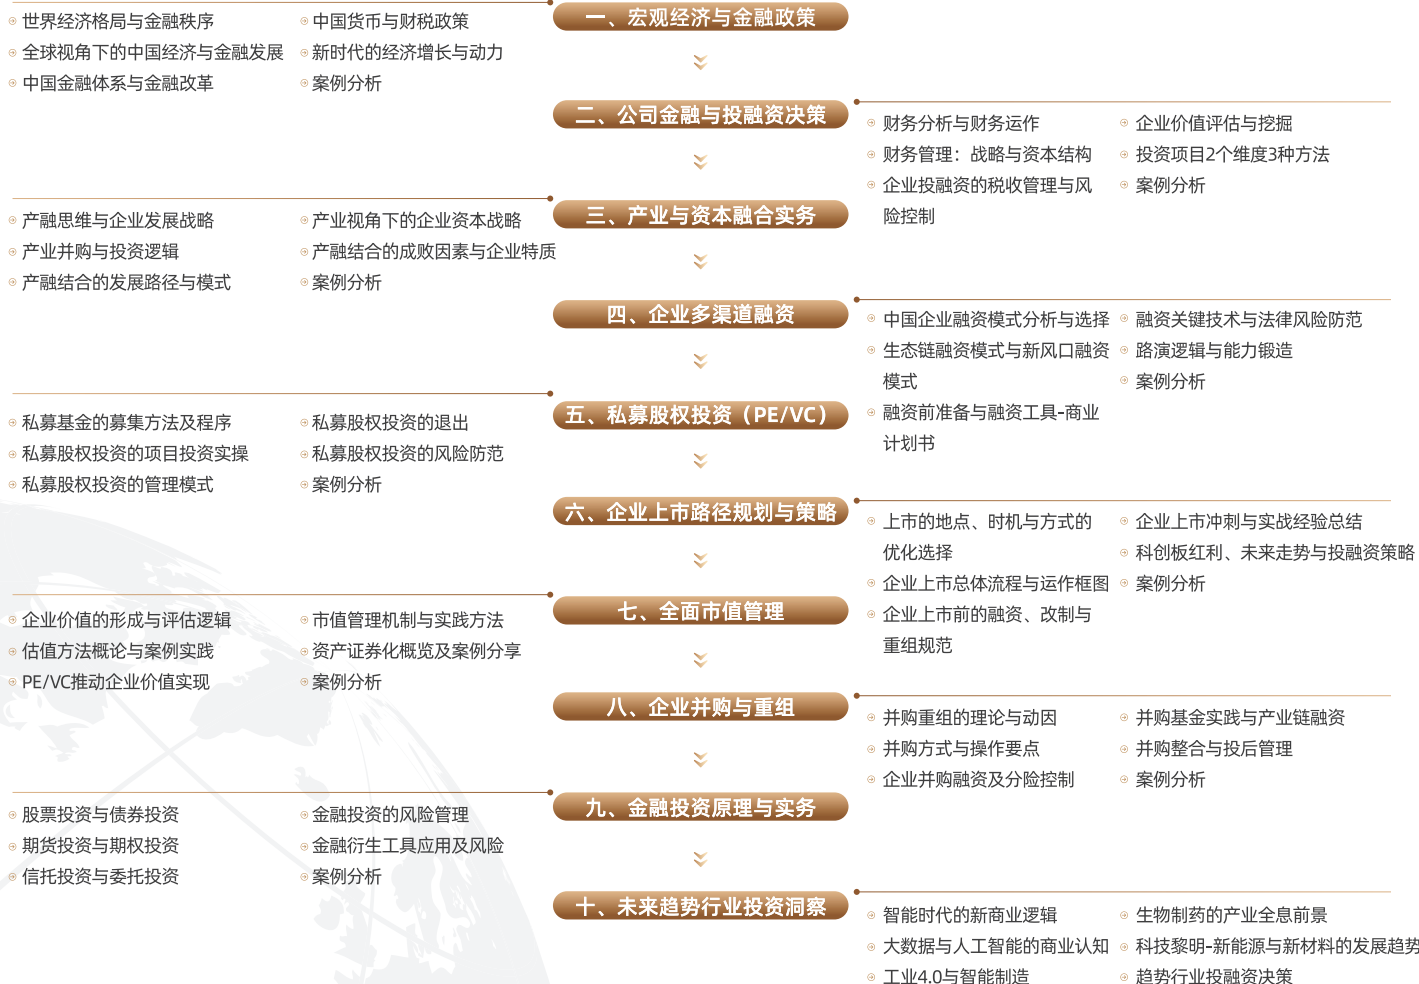 一、宏观经济与金融政策
世界经济格局与金融秩序
全球视角下的中国经济与金融发展
中国金融体系与金融改革
中国货币与财税政策
新时代的经济增长与动力
案例分析
二、公司金融与投融资决策
财务分析与财务运作
财务管理：战略与资本结构
企业投融资的税收管理与风
险控制
企业价值评估与挖掘
投资项目2个维度3种方法
案例分析
三、产业与资本融合实务
产融思维与企业发展战略
产业并购与投资逻辑
产融结合的发展路径与模式
产业视角下的企业资本战略
产融结合的成败因素与企业特质
案例分析
四、企业多渠道融资
中国企业融资模式分析与选择
生态链融资模式与新风口融资
模式
融资前准备与融资工具-商业
计划书
融资关键技术与法律风险防范
路演逻辑与能力锻造
案例分析
五、私募股权投资（PE/VC）
私募基金的募集方法及程序
私募股权投资的项目投资实操
私募股权投资的管理模式
私募股权投资的退出
私募股权投资的风险防范
案例分析
六、企业上市路径规划与策略
上市的地点、时机与方式的
优化选择
企业上市总体流程与运作框图
企业上市前的融资、改制与
重组规范
企业上市冲刺与实战经验总结
科创板红利、未来走势与投融资策略
案例分析
七、全面市值管理
企业价值的形成与评估逻辑
估值方法概论与案例实践
PE/VC推动企业价值实现
市值管理机制与实践方法
资产证券化概览及案例分享
案例分析
八、企业并购与重组
并购重组的理论与动因
并购方式与操作要点
企业并购融资及分险控制
并购基金实践与产业链融资
并购整合与投后管理
案例分析
九、金融投资原理与实务
股票投资与债券投资
期货投资与期权投资
信托投资与委托投资
金融投资的风险管理
金融衍生工具应用及风险
案例分析
十、未来趋势行业投资洞察
智能时代的新商业逻辑
大数据与人工智能的商业认知
工业4.0与智能制造
生物制药的产业全息前景
科技黎明-新能源与新材料的发展趋势
趋势行业投融资决策